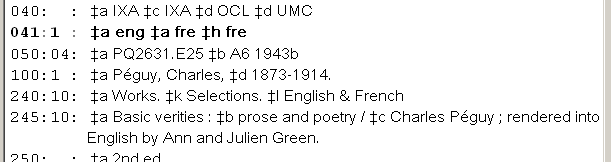 040:   : ‡a IXA ‡c IXA ‡d OCL ‡d UMC
041:1 : ‡a eng ‡a fre ‡h fre
050:04: ‡a PQ2631.E25 ‡b A6 1943b
100:1 : ‡a Péguy, Charles, ‡d 1873-1914.
240:10: ‡a Works. ‡k Selections. ‡l English & French
245:10: ‡a Basic verities : ‡b prose and poetry / ‡c Charles Péguy ; rendered into
English by Ann and Julien Green.
250:   : ‡a 2nd ed.